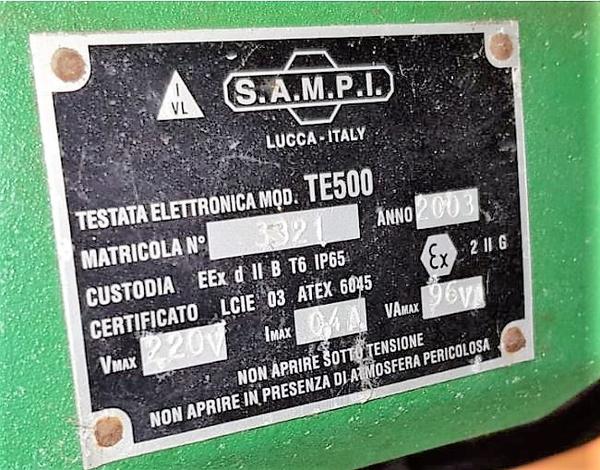 I
VL
S.A.M.P.I.
LUCCA - ITALY
TESTATA ELETTRONICA MOD. TE500
MATRICOLA N° 3321 ANNO 2003
CUSTODIA EEx d II B T6 IP65 Ex 2 II G
CERTIFICATO LCIE 03 ATEX 6045
VMAX 220V IMAX 04A VAMAX 96VA
NON APRIRE SOTTO TENSIONE
NON APRIRE IN PRESENZA DI ATMOSFERA PERICOLOSA